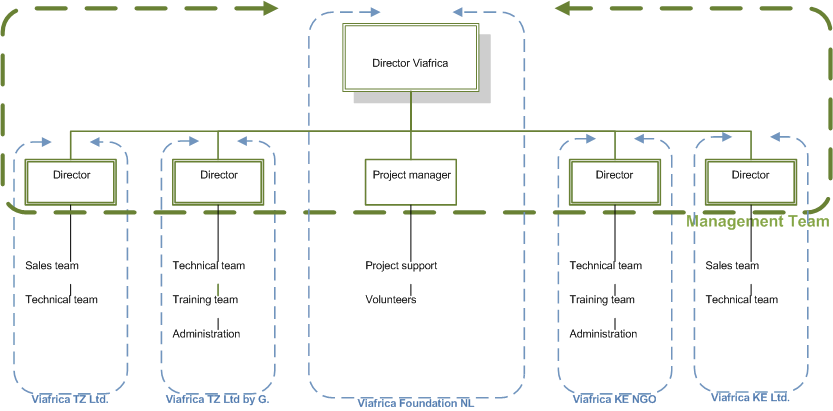 Director Viafrica
Director
Director
Project manager
Director
Director
Management Team
Sales team
Technical team
Project support
Technical team
Sales team
Technical team
Training team
Volunteers
Training team
Technical team
Administration
Administration
Viafrica TZ Ltd.
Viafrica TZ Ltd by G.
Viafrica Foundation NL
Viafrica KE NGO
Viafrica KE Ltd.